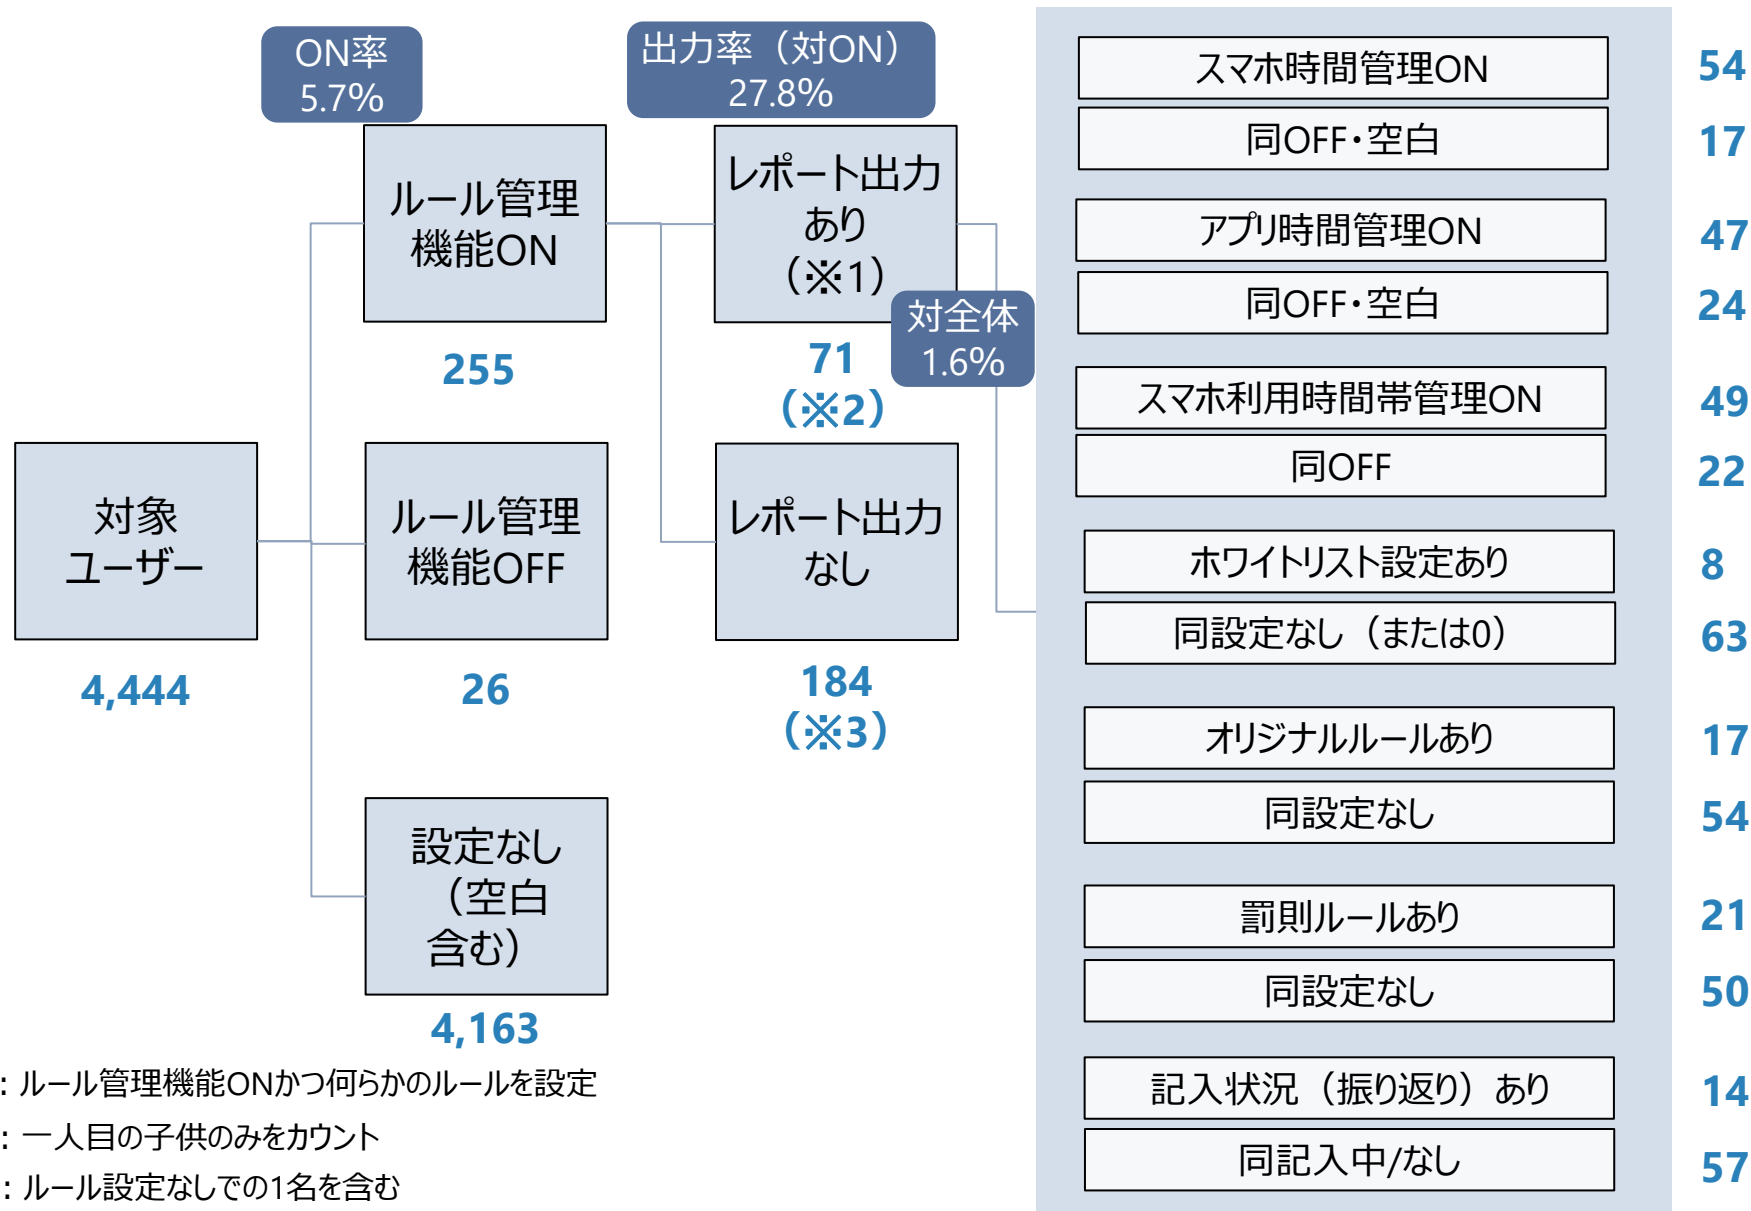 ON率
5.7%
出力率（対ON）
27.8%
ルール管理
機能ON
255
レポート出力
あり
（※1）
71
（※2）
対全体
1.6%
対象
ユーザー
4,444
ルール管理
機能OFF
26
レポート出力
なし
184
（※3）
設定なし
（空白
含む）
4,163
スマホ時間管理ON
54
同OFF・空白
17
アプリ時間管理ON
47
同OFF・空白
24
スマホ利用時間帯管理ON
49
同OFF
22
ホワイトリスト設定あり
8
同設定なし（または0）
63
オリジナルルールあり
17
同設定なし
54
罰則ルールあり
21
同設定なし
50
記入状況（振り返り）あり
14
同記入中/なし
57
：ルール管理機能ONかつ何らかのルールを設定
：一人目の子供のみをカウント
：ルール設定なしでの1名を含む